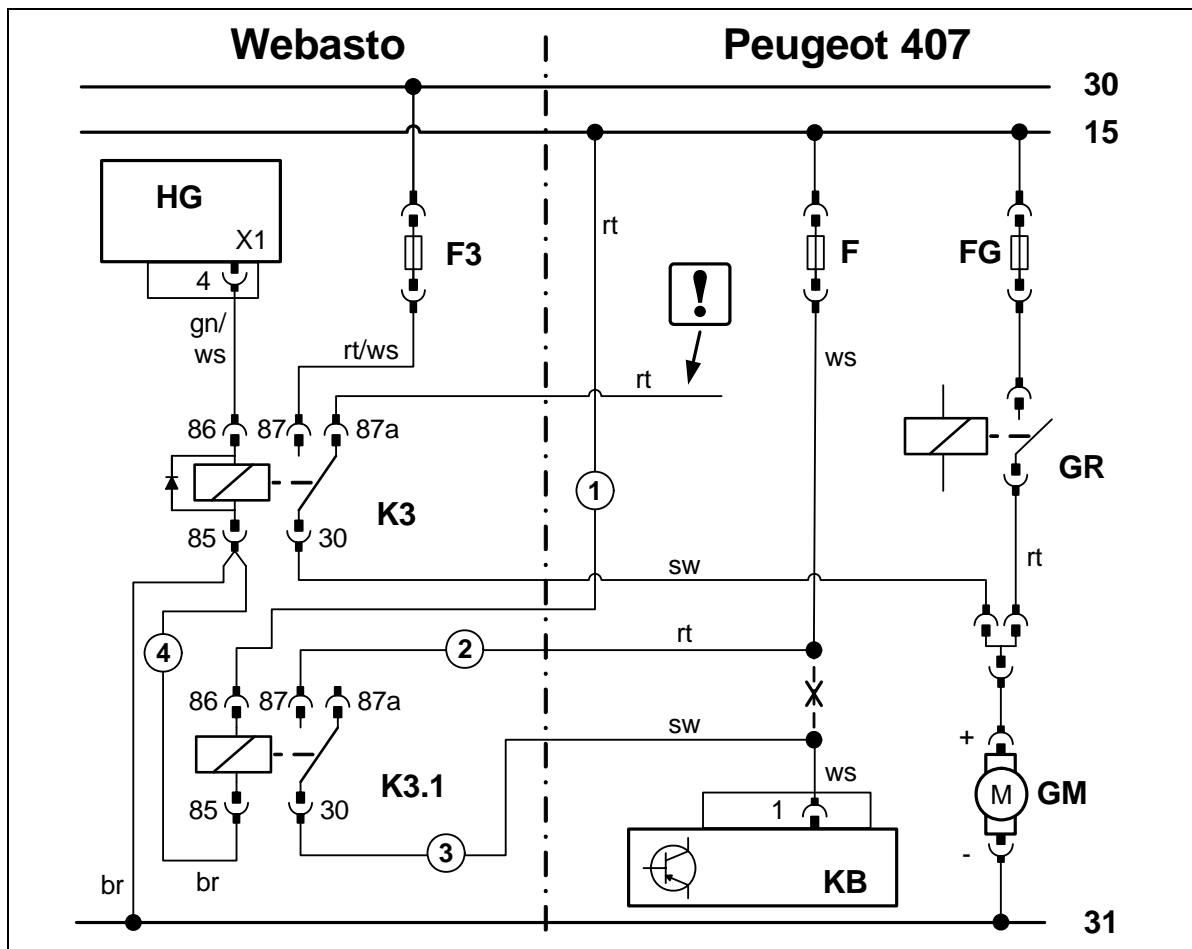 Webasto Peugeot 407
30
15
HG
X1
4
F3
rt
F
FG
!
gn/
ws
rt/ws
ws
rt
86 87 87a
GR
1
K3
85 30
sw
rt
4
2
rt
86 87 87a
sw
+
K3.1
ws
M
GM
85 30
1
-
3
KB
br
br
31